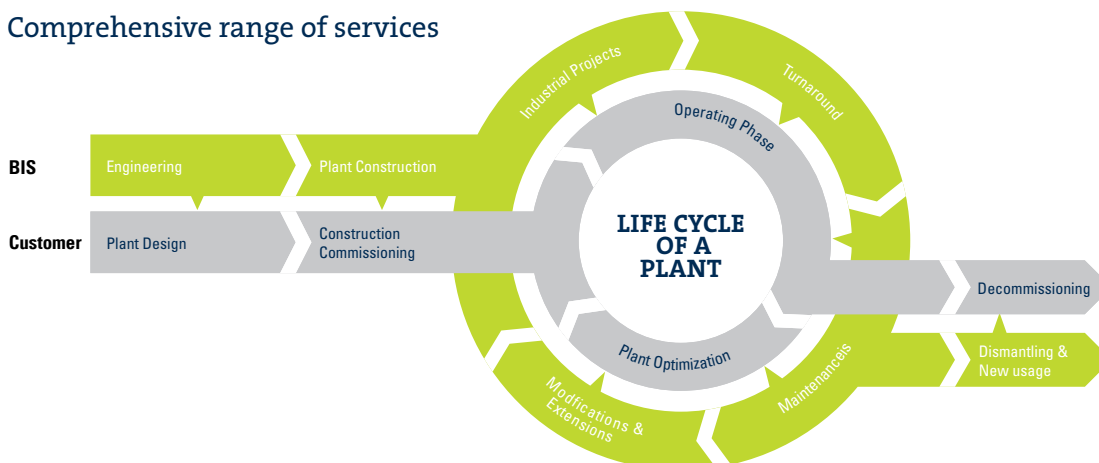 Comprehensive range of services
Industrial Projects
Turnaround
Operating Phase
BIS
Engineering
Plant Construction
Customer
Plant Design
Construction
Commissioning
LIFE CYCLE
OF A
PLANT
Decommissioning
Plant Optimization
Dismantling &
New usage
Maintenanceis
Modfications &
Extensions